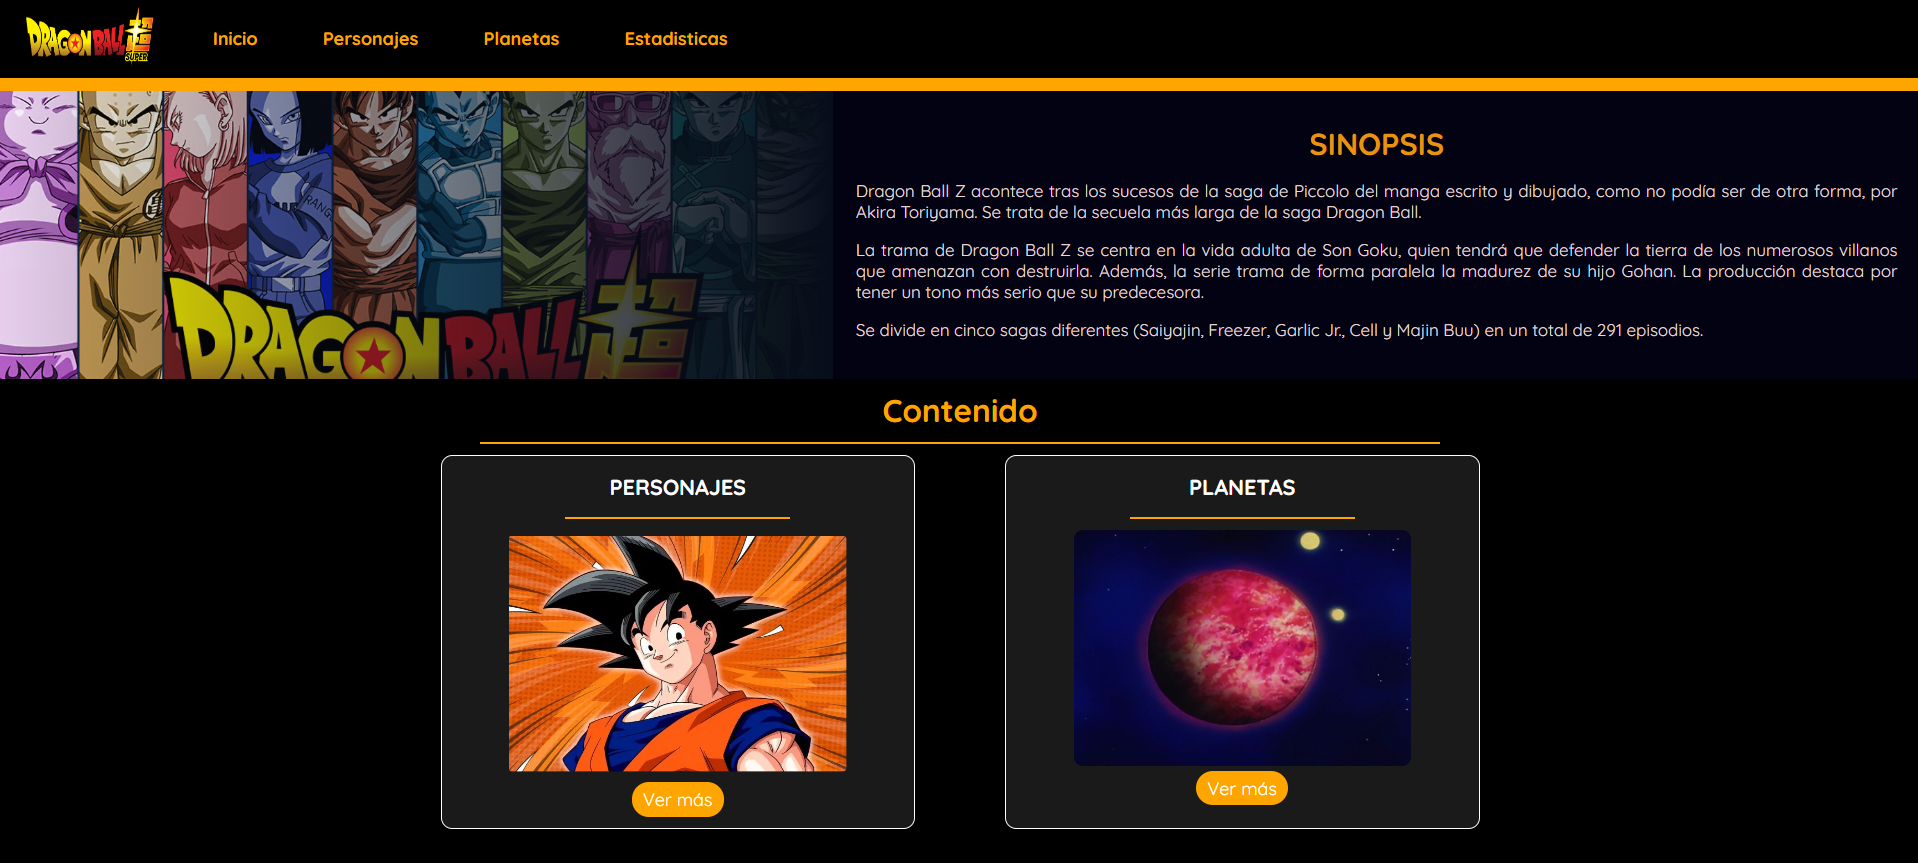 DRAGON BALL 超
SUPER
Inicio
Personajes
Planetas
Estadisticas
RANGER
DRAGON BALL 超
SINOPSIS
Dragon Ball Z acontece tras los sucesos de la saga de Piccolo del manga escrito y dibujado, como no podía ser de otra forma, por
Akira Toriyama. Se trata de la secuela más larga de la saga Dragon Ball.
La trama de Dragon Ball Z se centra en la vida adulta de Son Goku, quien tendrá que defender la tierra de los numerosos villanos
que amenazan con destruirla. Además, la serie trama de forma paralela la madurez de su hijo Gohan. La producción destaca por
tener un tono más serio que su predecesora.
Se divide en cinco sagas diferentes (Saiyajin, Freezer, Garlic Jr., Cell y Majin Buu) en un total de 291 episodios.
Contenido
PERSONAJES
Ver más
PLANETAS
Ver más